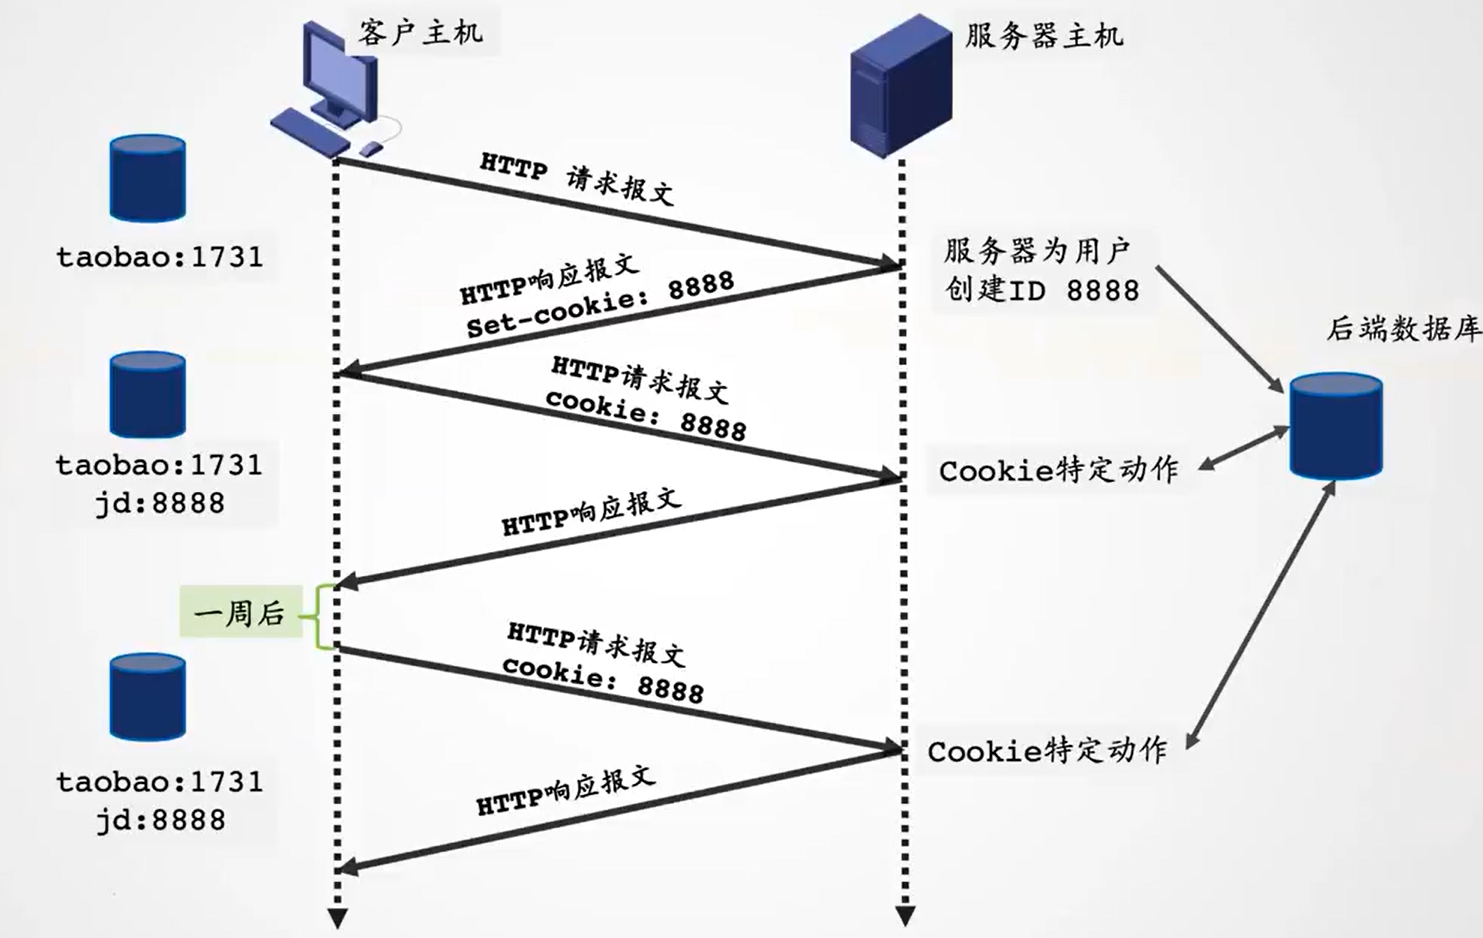 客户主机
服务器主机
HTTP 请求报文
taobao:1731
服务器为用户
创建ID 8888
HTTP响应报文
Set-cookie: 8888
后端数据库
HTTP请求报文
cookie: 8888
taobao:1731
jd:8888
Cookie特定动作
HTTP响应报文
一周后
HTTP请求报文
cookie: 8888
Cookie特定动作
taobao:1731
jd:8888
HTTP响应报文